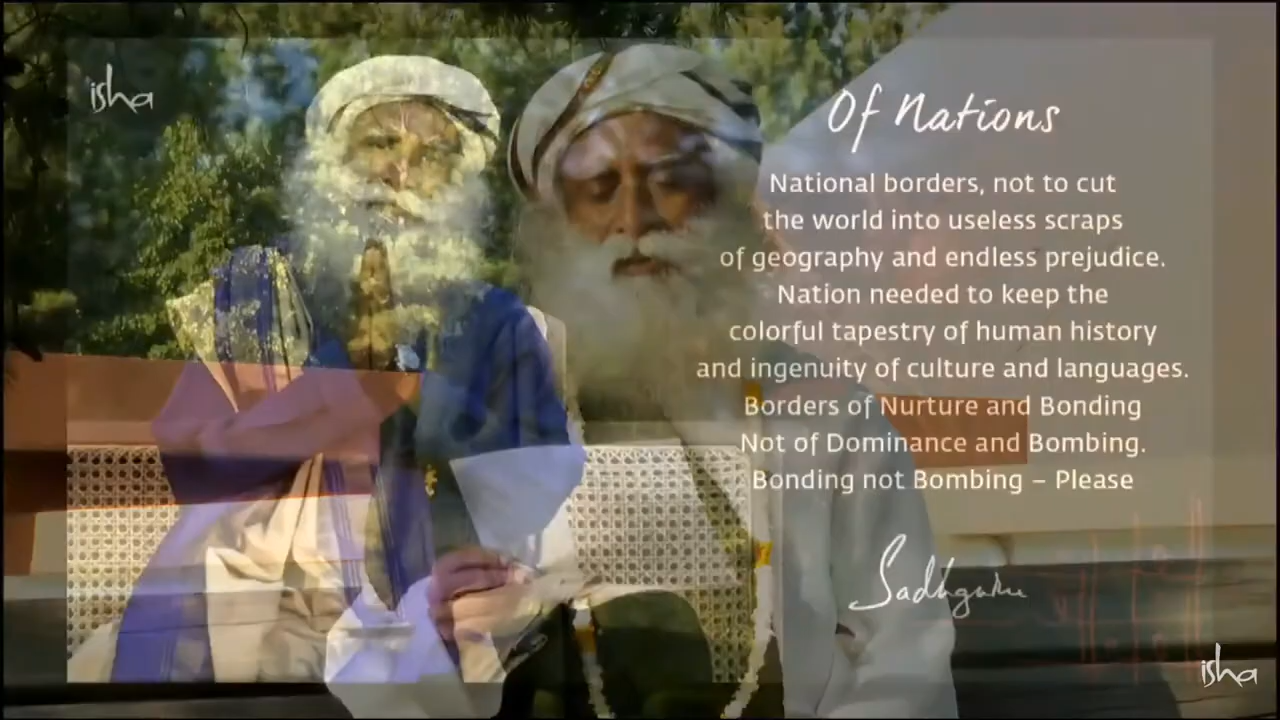 isha
Of Nations
National borders, not to cut
the world into useless scraps
of geography and endless prejudice.
Nation needed to keep the
colorful tapestry of human history
and ingenuity of culture and languages.
Borders of Nurture and Bonding
Not of Dominance and Bombing.
Bonding not Bombing – Please
Sadhguru
isha